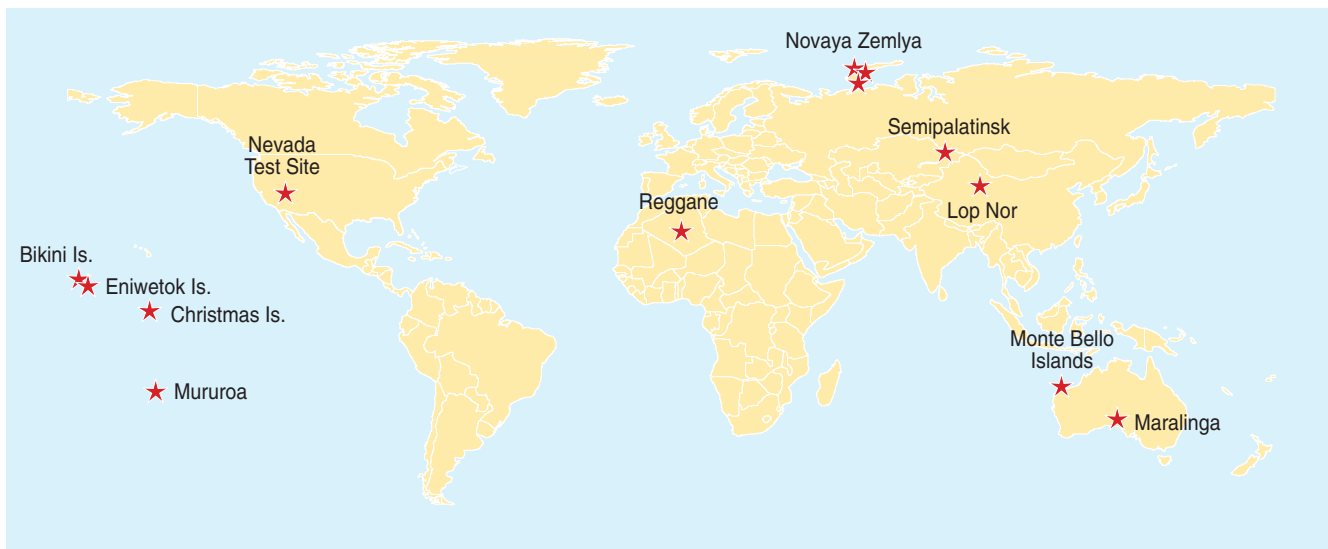 Novaya Zemlya
Semipalatinsk
Nevada
Test Site
Reggane
Lop Nor
Bikini Is.
Eniwetok Is.
Christmas Is.
Monte Bello
Islands
Mururoa
Maralinga